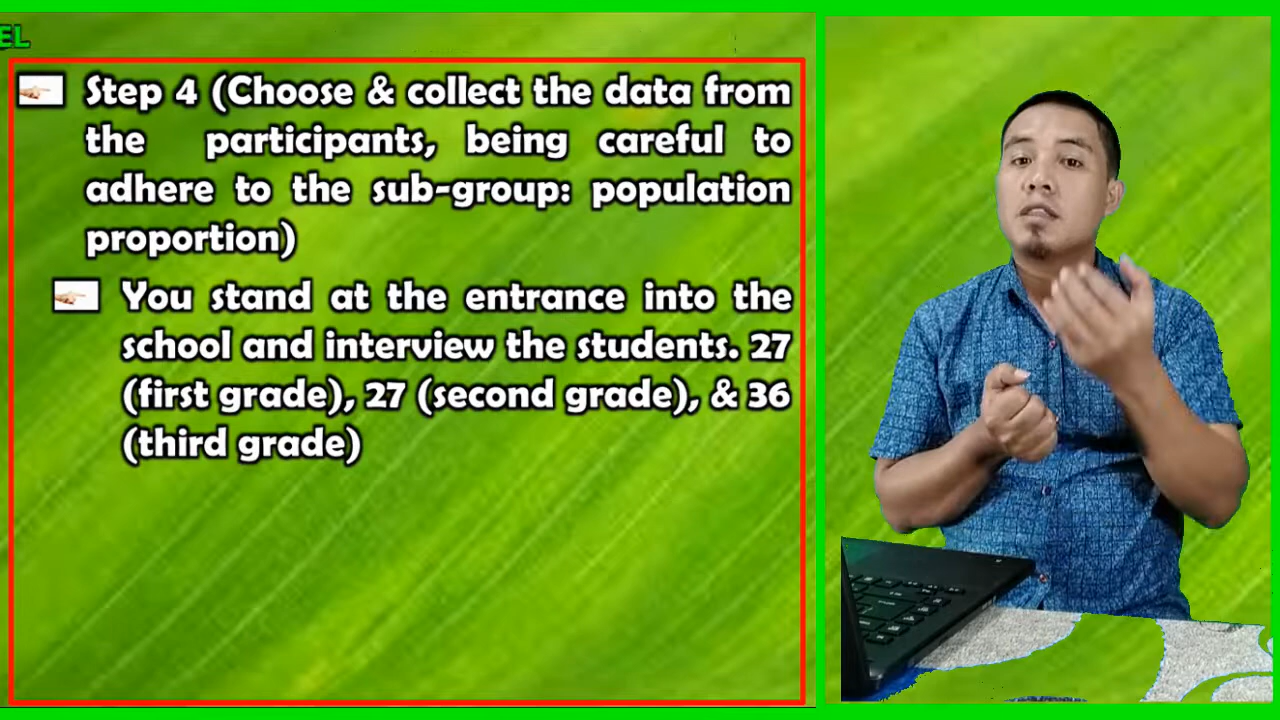 EL
Step 4 (Choose & collect the data from
the participants, being careful to
adhere to the sub-group: population
proportion)
You stand at the entrance into the
school and interview the students. 27
(first grade), 27 (second grade), & 36
(third grade)